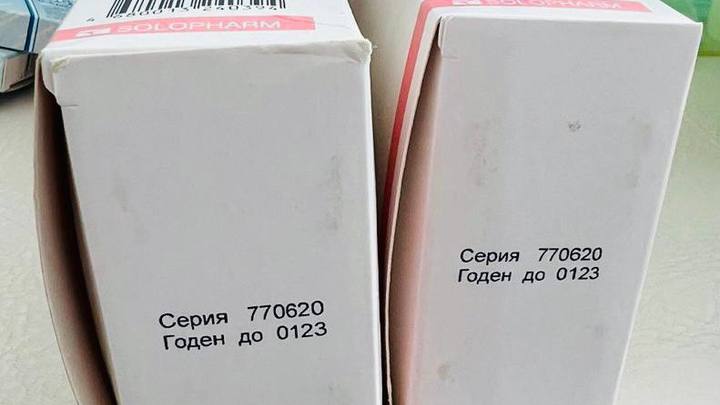 SOLOPHARM
SOLOPHARM
Серия 770620
Годен до 0123
Серия 770620
Годен до 0123